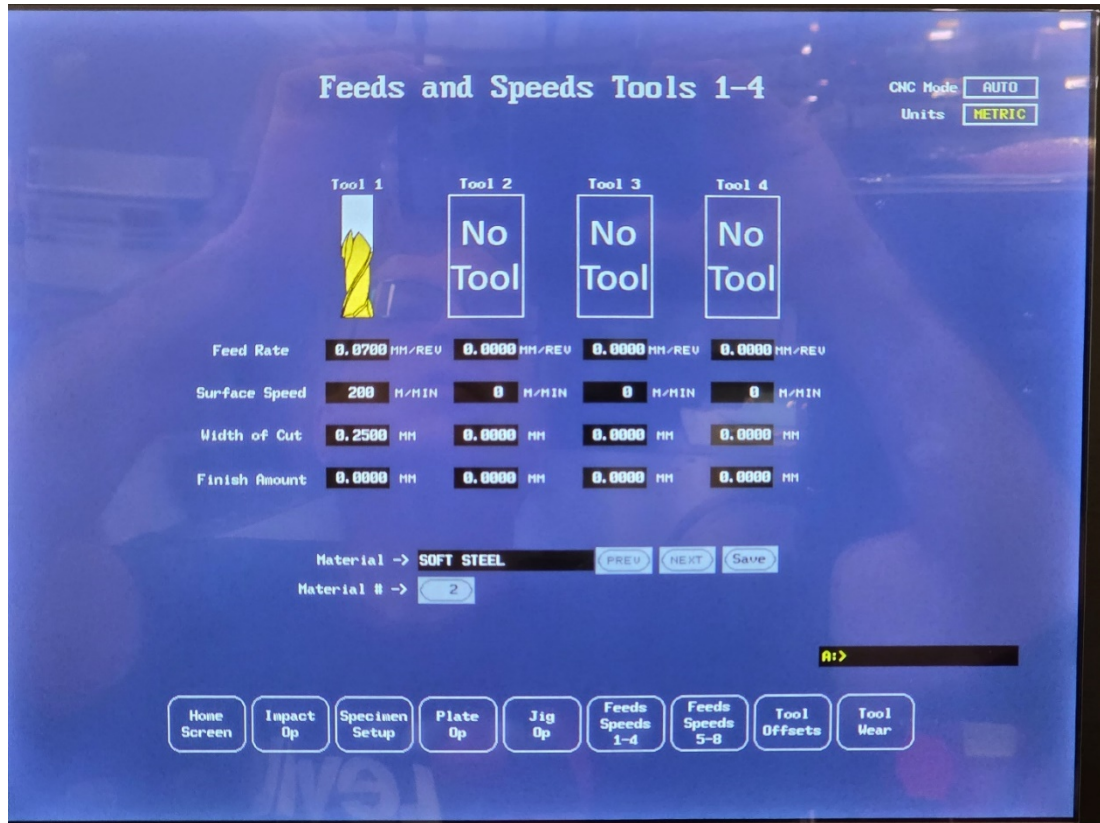 Feeds and Speeds Tools 1-4
CNC Mode AUTO
Units METRIC
Tool 1 Tool 2 Tool 3 Tool 4
No Tool No Tool No Tool
Feed Rate 0.0700 MM/REV 0.0000 MM/REV 0.0000 MM/REV 0.0000 MM/REV
Surface Speed 200 M/MIN 0 M/MIN 0 M/MIN 0 M/MIN
Width of Cut 0.2500 MM 0.0000 MM 0.0000 MM 0.0000 MM
Finish Amount 0.0000 MM 0.0000 MM 0.0000 MM 0.0000 MM
Material -> SOFT STEEL PREV NEXT Save
Material # -> 2
A:>
Home Screen Impact Op Specimen Setup Plate Op Jig Op Feeds Speeds 1-4 Feeds Speeds 5-8 Tool Offsets Tool Wear